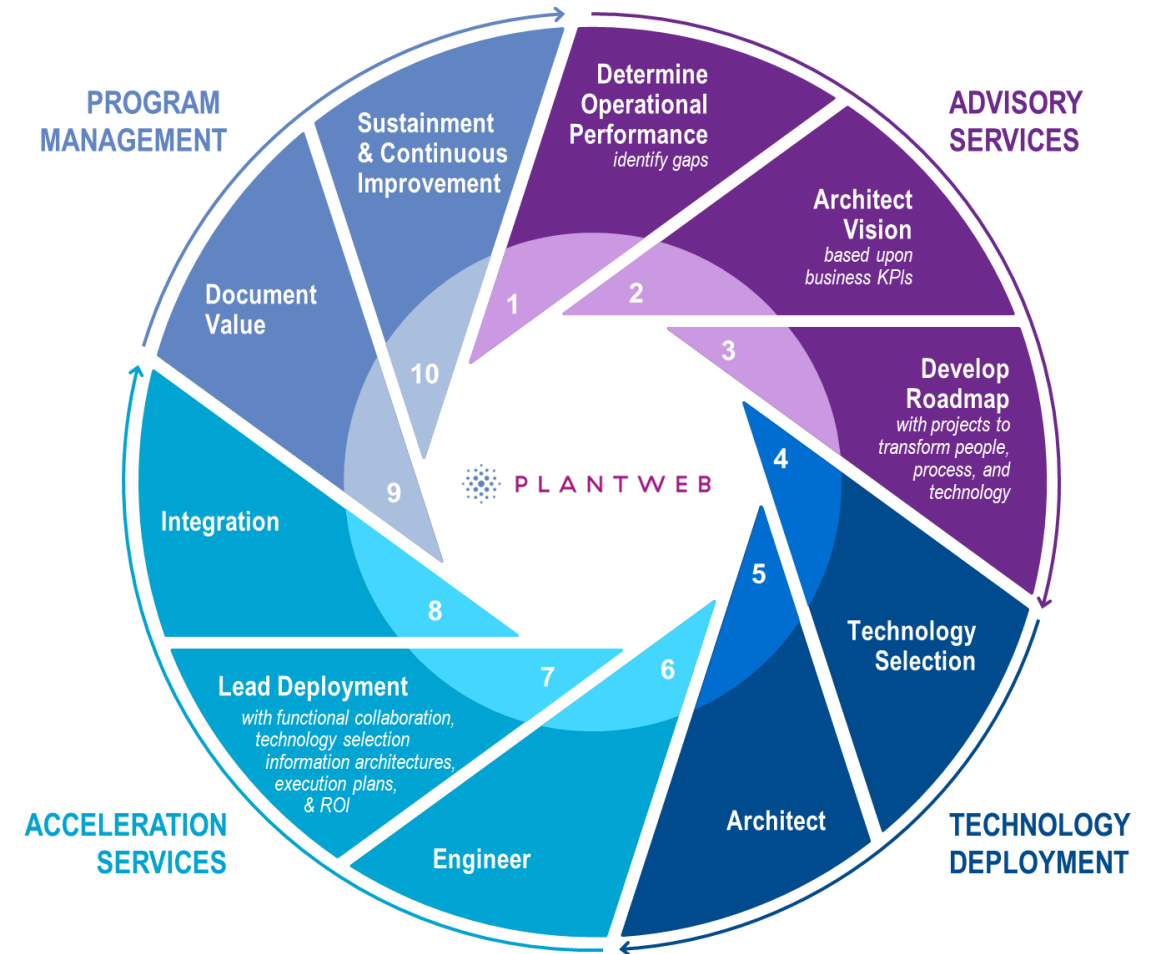 PROGRAM
MANAGEMENT
ADVISORY
SERVICES
Determine
Operational
Performance
identify gaps
1
Architect
Vision
based upon
business KPIs
2
Develop
Roadmap
with projects to
transform people,
process, and
technology
3
Technology
Selection
4
Architect
5
Engineer
6
Lead Deployment
with functional collaboration,
technology selection
information architectures,
execution plans,
& ROI
7
Integration
8
Document
Value
9
Sustainment
& Continuous
Improvement
10
PLANTWEB
ACCELERATION
SERVICES
TECHNOLOGY
DEPLOYMENT